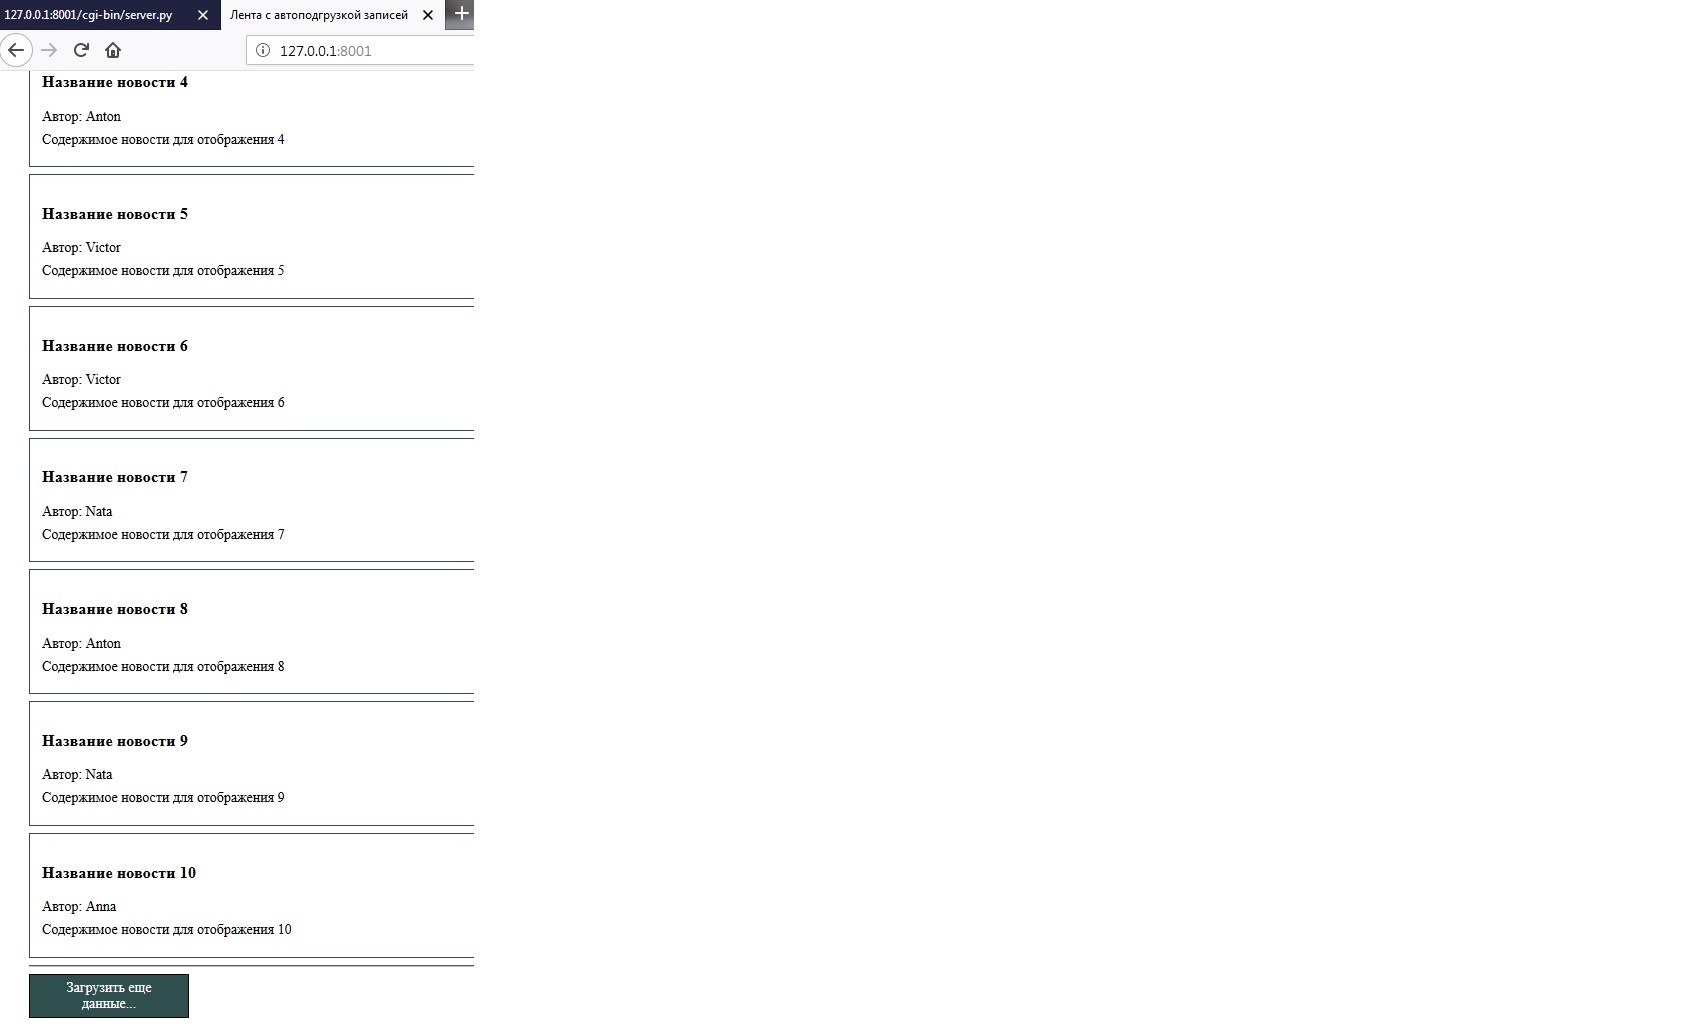 127.0.0.1:8001/cgi-bin/server.py
Лента с автоподгрузкой записей
127.0.0.1:8001
Название новости 4
Автор: Anton
Содержимое новости для отображения 4
Название новости 5
Автор: Victor
Содержимое новости для отображения 5
Название новости 6
Автор: Victor
Содержимое новости для отображения 6
Название новости 7
Автор: Nata
Содержимое новости для отображения 7
Название новости 8
Автор: Anton
Содержимое новости для отображения 8
Название новости 9
Автор: Nata
Содержимое новости для отображения 9
Название новости 10
Автор: Anna
Содержимое новости для отображения 10
Загрузить еще
данные...